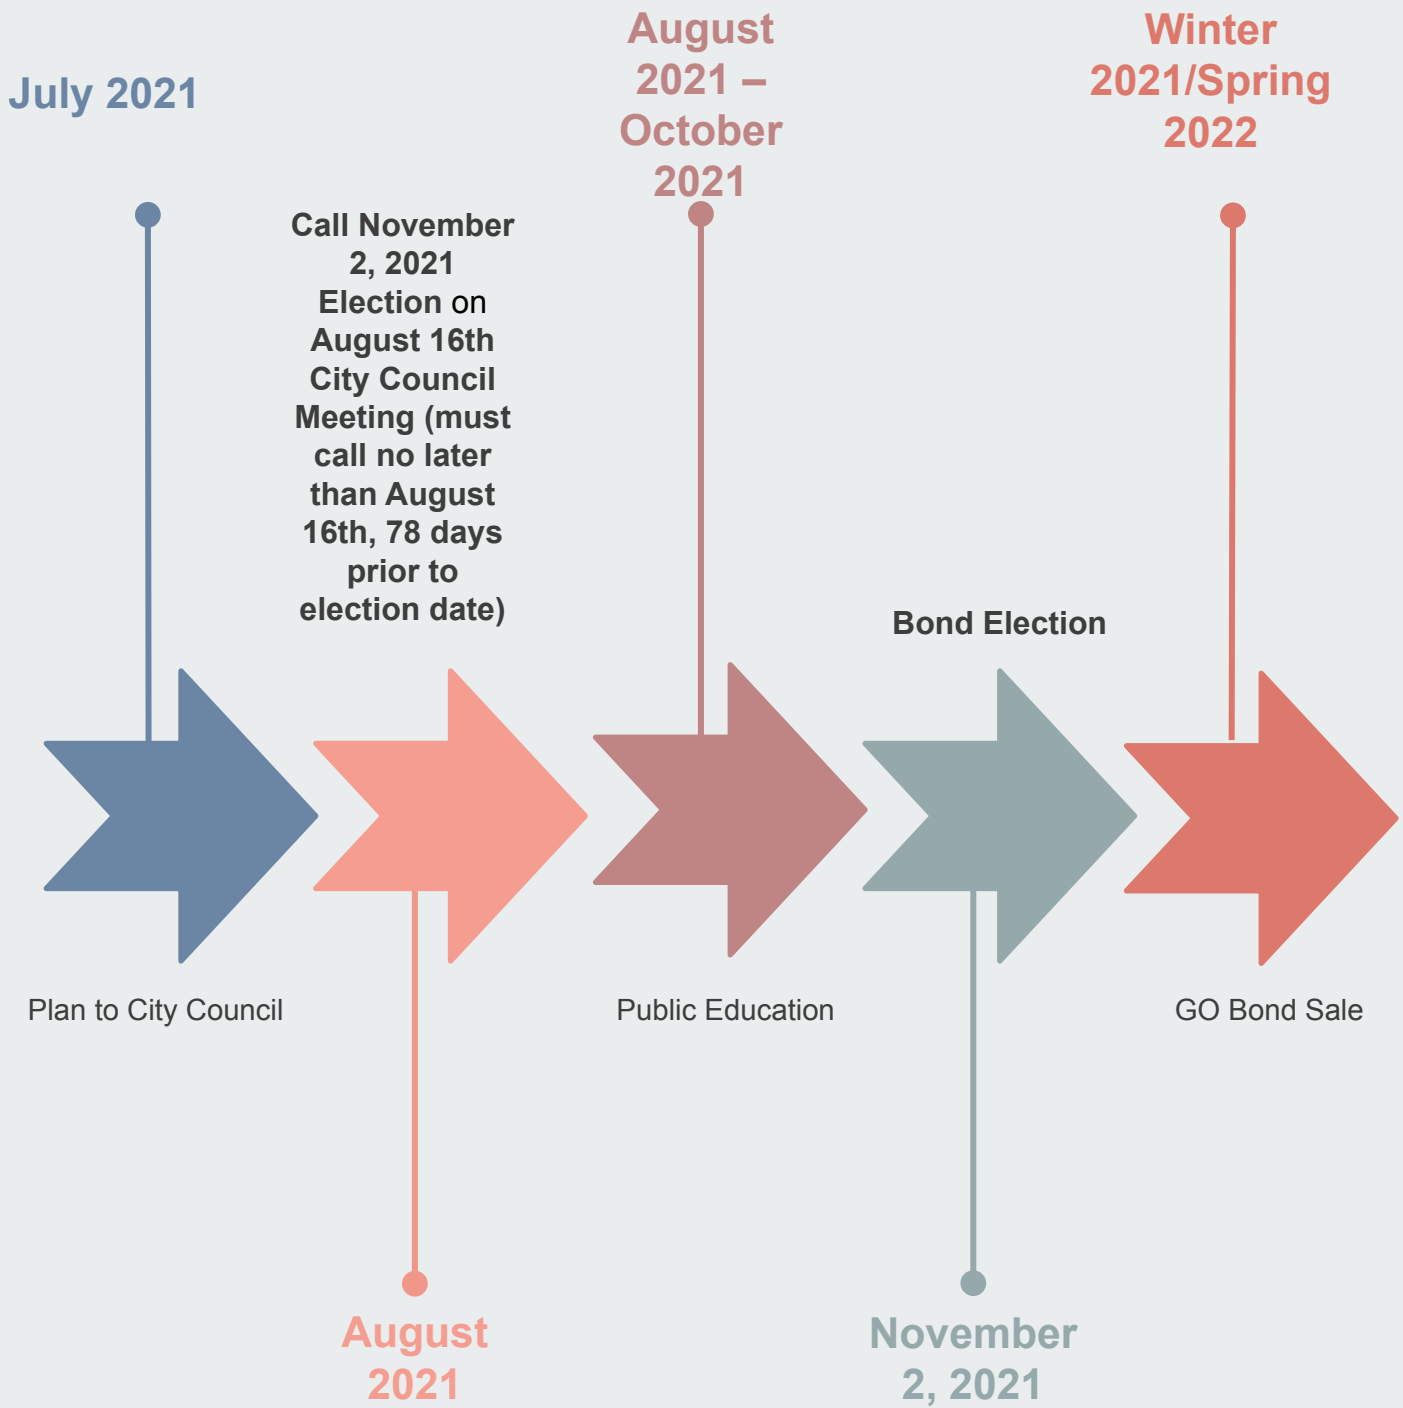 July 2021
Plan to City Council
Call November
2, 2021
Election on
August 16th
City Council
Meeting (must
call no later
than August
16th, 78 days
prior to
election date)
August
2021
August
2021 –
October
2021
Public Education
Bond Election
November
2, 2021
Winter
2021/Spring
2022
GO Bond Sale